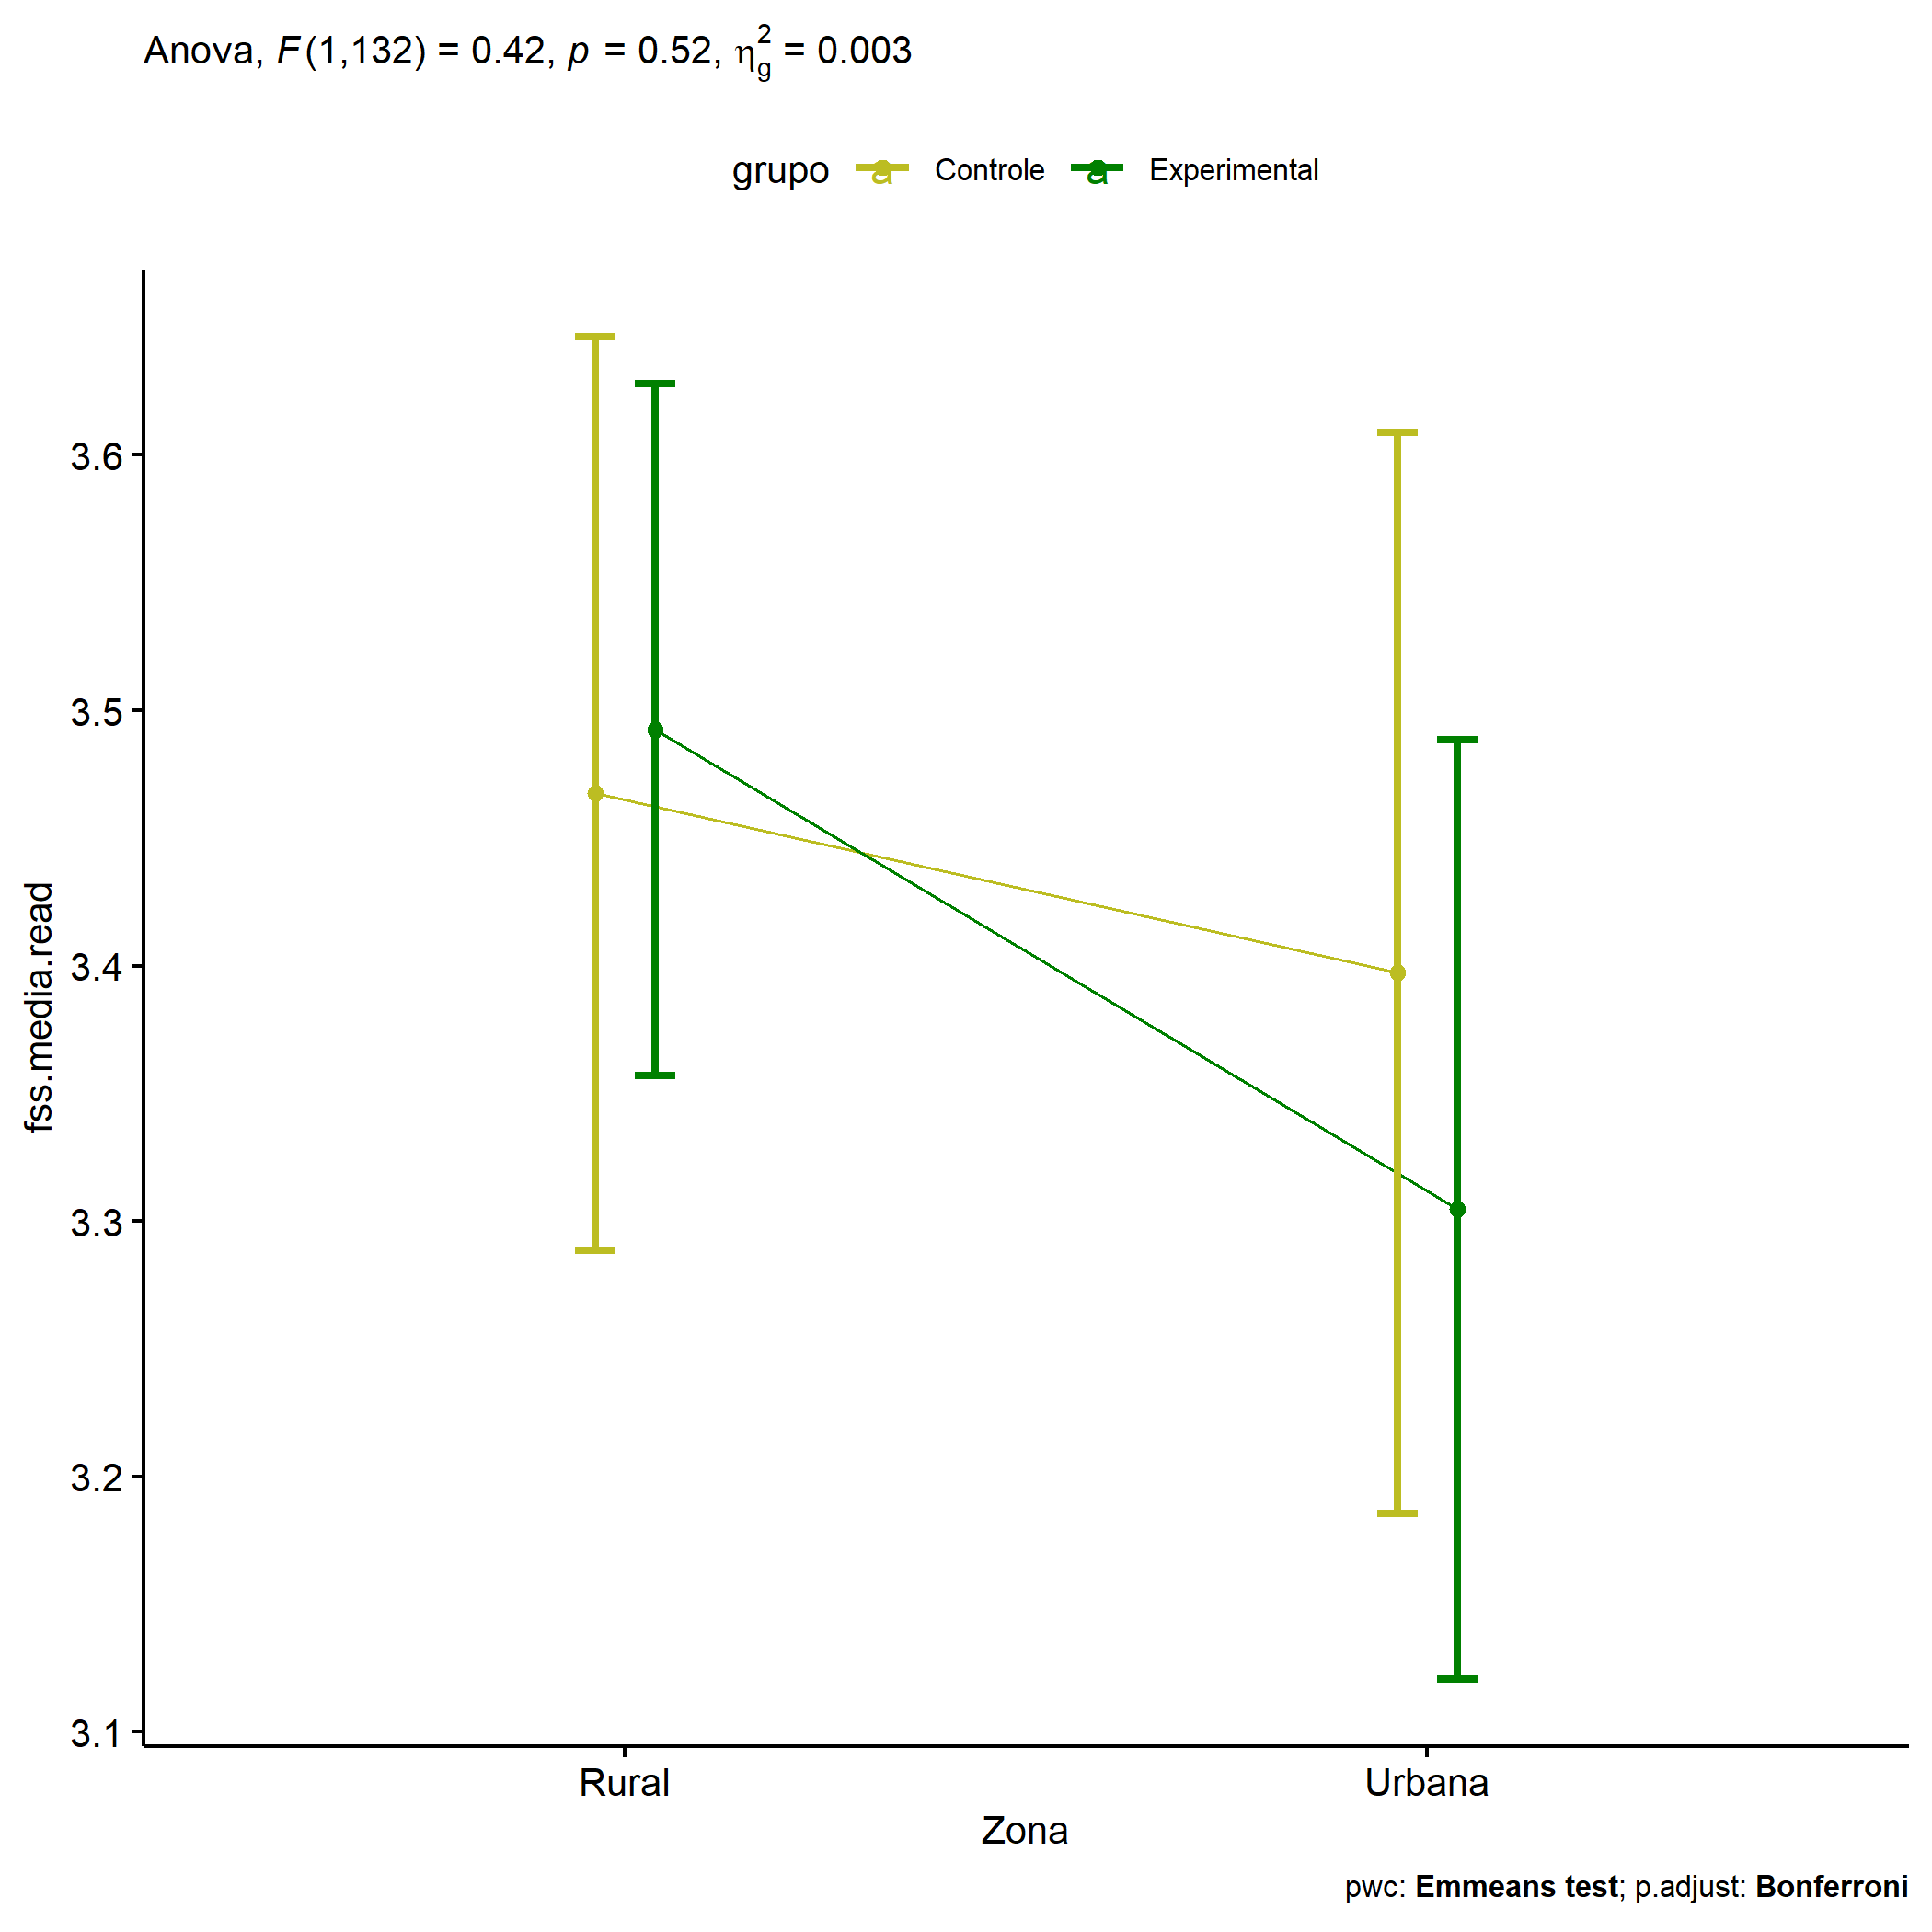 Anova, F(1,132) = 0.42, p = 0.52, η²g = 0.003
grupo a Controle a Experimental
3.6
3.5
3.4
3.3
3.2
3.1
fss.media.read
Rural Urbana
Zona
pwc: Emmeans test; p.adjust: Bonferroni